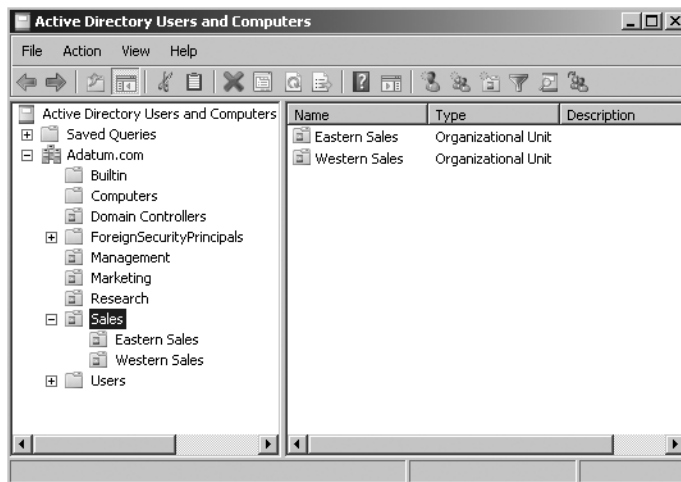 Active Directory Users and Computers
File Action View Help
Active Directory Users and Computers
Saved Queries
Adatum.com
Builtin
Computers
Domain Controllers
ForeignSecurityPrincipals
Management
Marketing
Research
Sales
Eastern Sales
Western Sales
Users
Name Type Description
Eastern Sales Organizational Unit
Western Sales Organizational Unit